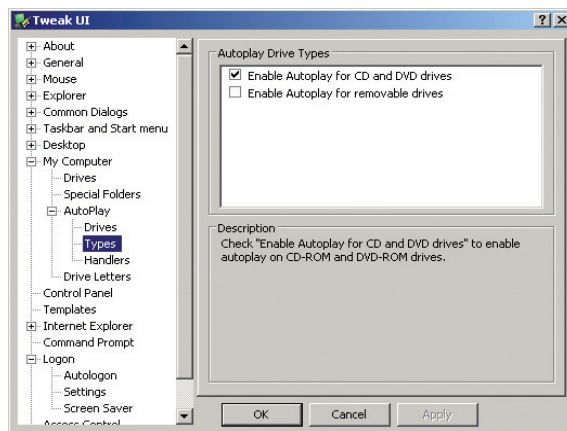 Tweak UI
About
General
Mouse
Explorer
Common Dialogs
Taskbar and Start menu
Desktop
My Computer
Drives
Special Folders
AutoPlay
Drives
Types
Handlers
Drive Letters
Control Panel
Templates
Internet Explorer
Command Prompt
Logon
Autologon
Settings
Screen Saver
Access Control
Autoplay Drive Types
Enable Autoplay for CD and DVD drives
Enable Autoplay for removable drives
Description
Check "Enable Autoplay for CD and DVD drives" to enable
autoplay on CD-ROM and DVD-ROM drives.
OK
Cancel
Apply